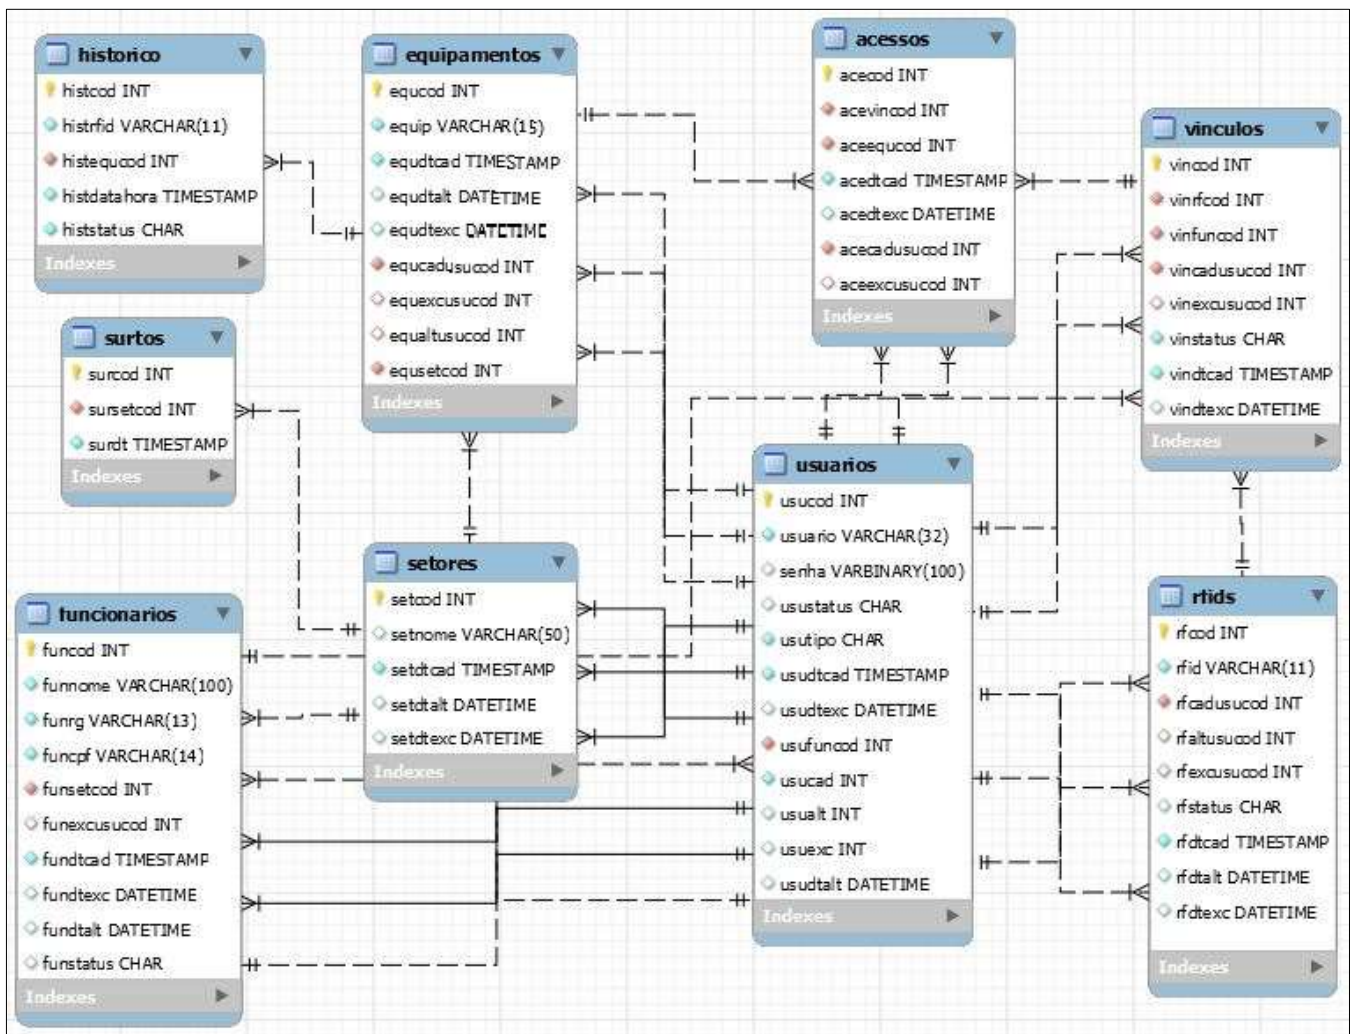 historico
histcod INT
histrfid VARCHAR(11)
histequcod INT
histdatahora TIMESTAMP
histstatus CHAR
Indexes
equipamentos
equcod INT
equip VARCHAR(15)
equdtcad TIMESTAMP
equdtalt DATETIME
equdtexc DATETIME
equcadusucod INT
equexcusucod INT
equaltusucod INT
equsetcod INT
Indexes
acessos
acecod INT
acevincod INT
aceequcod INT
acedtcad TIMESTAMP
acedtexc DATETIME
acecadusucod INT
aceexcusucod INT
Indexes
vinculos
vincod INT
vinrfcod INT
vinfuncod INT
vincadusucod INT
vinexcusucod INT
vinstatus CHAR
vindtcad TIMESTAMP
vindtexc DATETIME
Indexes
surtos
surcod INT
sursetcod INT
surdt TIMESTAMP
Indexes
setores
setcod INT
setnome VARCHAR(50)
setdtcad TIMESTAMP
setdtalt DATETIME
setdtexc DATETIME
Indexes
usuarios
usucod INT
usuario VARCHAR(32)
senha VARBINARY(100)
usustatus CHAR
usutipo CHAR
usudtcad TIMESTAMP
usudtexc DATETIME
usufuncod INT
usucad INT
usualt INT
usuexc INT
usudtalt DATETIME
Indexes
funcionarios
funcod INT
funnome VARCHAR(100)
funrg VARCHAR(13)
funcpf VARCHAR(14)
funsetcod INT
funexcusucod INT
fundtcad TIMESTAMP
fundtexc DATETIME
fundtalt DATETIME
funstatus CHAR
Indexes
rfids
rfcod INT
rfid VARCHAR(11)
rfcadusucod INT
rfaltusucod INT
rfexcusucod INT
rfstatus CHAR
rfdtcad TIMESTAMP
rfdtalt DATETIME
rfdtexc DATETIME
Indexes